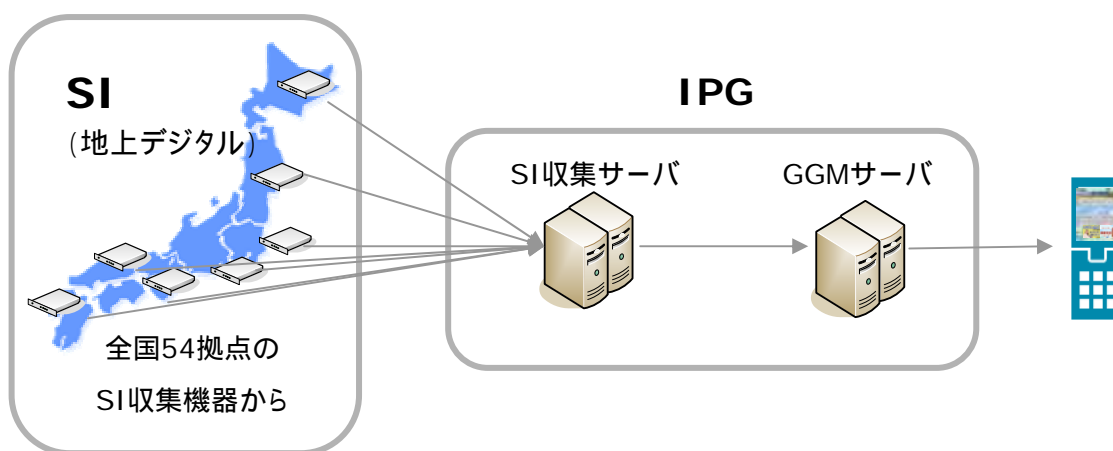 SI
(地上デジタル)
全国54拠点の
SI収集機器から
IPG
SI収集サーバ
GGMサーバ